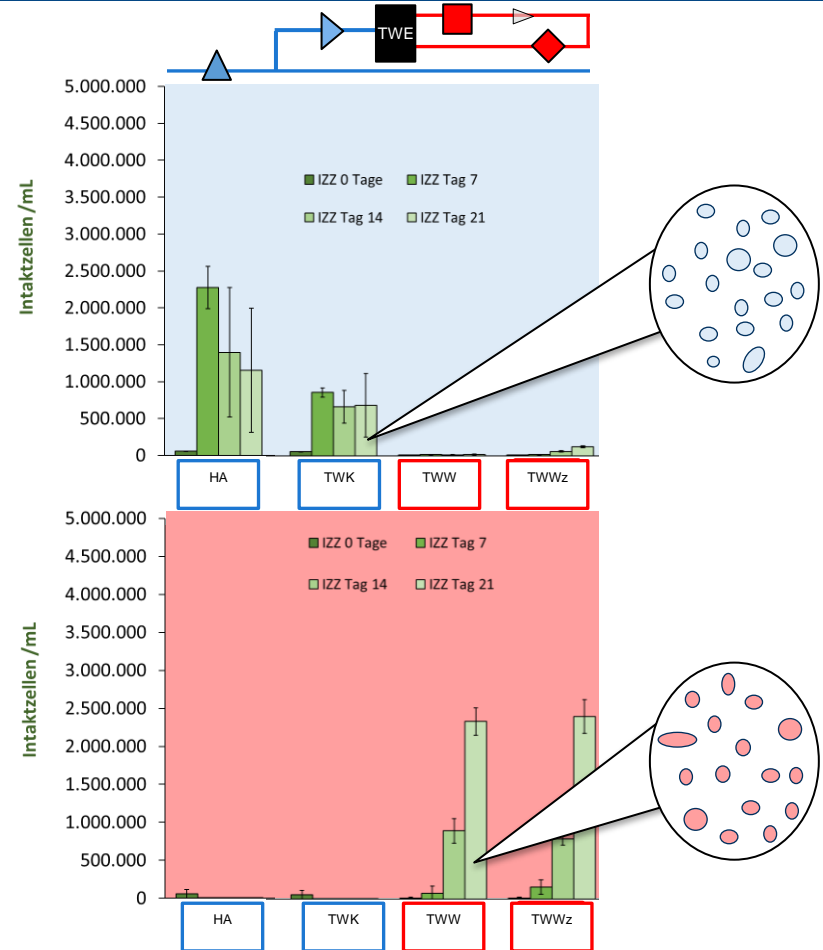 TWE
5.000.000
4.500.000
4.000.000
3.500.000
3.000.000
2.500.000
2.000.000
1.500.000
1.000.000
500.000
0
Intaktzellen /mL
IZZ 0 Tage IZZ Tag 7
IZZ Tag 14 IZZ Tag 21
HA TWK TWW TWWz
5.000.000
4.500.000
4.000.000
3.500.000
3.000.000
2.500.000
2.000.000
1.500.000
1.000.000
500.000
0
Intaktzellen /mL
IZZ 0 Tage IZZ Tag 7
IZZ Tag 14 IZZ Tag 21
HA TWK TWW TWWz